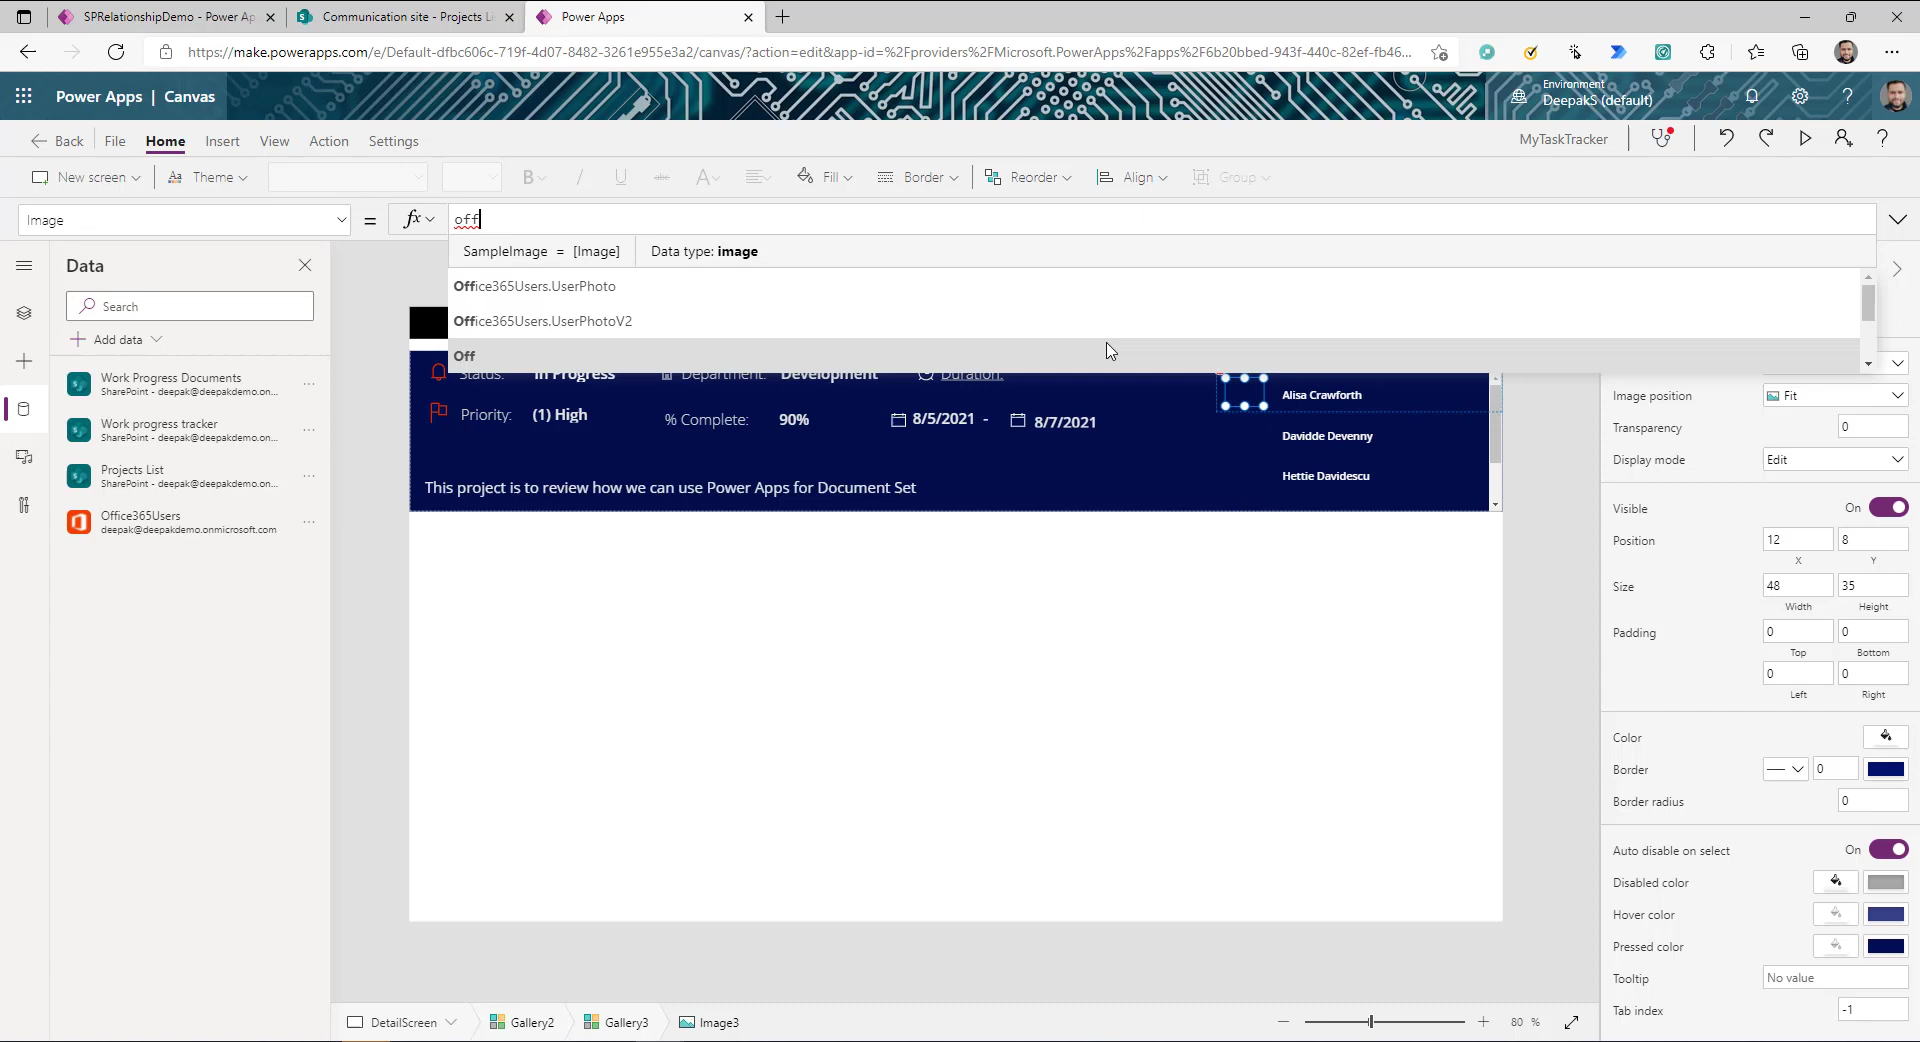 SPRelationshipDemo - Power Ap
Communication site - Projects Li
Power Apps
https://make.powerapps.com/e/Default-dfbc606c-719f-4d07-8482-3261e955e3a2/canvas/?action=edit&app-id=%2Fproviders%2FMicrosoft.PowerApps%2Fapps%2F6b20bbed-943f-440c-82ef-fb46...
Power Apps | Canvas
Environment
DeepakS (default)
Back File Home Insert View Action Settings
MyTaskTracker
New screen Theme B / U abc A Fill Border Reorder Align Group
Image = fx off
SampleImage = [Image] Data type: image
Office365Users.UserPhoto
Office365Users.UserPhotoV2
Off
Data
Search
Add data
Work Progress Documents
SharePoint - deepak@deepakdemo.on...
Work progress tracker
SharePoint - deepak@deepakdemo.on...
Projects List
SharePoint - deepak@deepakdemo.on...
Office365Users
deepak@deepakdemo.onmicrosoft.com
Status: In Progress Department: Development Duration:
Priority: (1) High % Complete: 90% 8/5/2021 - 8/7/2021
This project is to review how we can use Power Apps for Document Set
Alisa Crawforth
Davidde Devenny
Hettie Davidescu
Image position Fit
Transparency 0
Display mode Edit
Visible On
Position 12 8
X Y
Size 48 35
Width Height
Padding 0 0
Top Bottom
0 0
Left Right
Color
Border 0
Border radius 0
Auto disable on select On
Disabled color
Hover color
Pressed color
Tooltip No value
Tab index -1
DetailScreen Gallery2 Gallery3 Image3
80 %